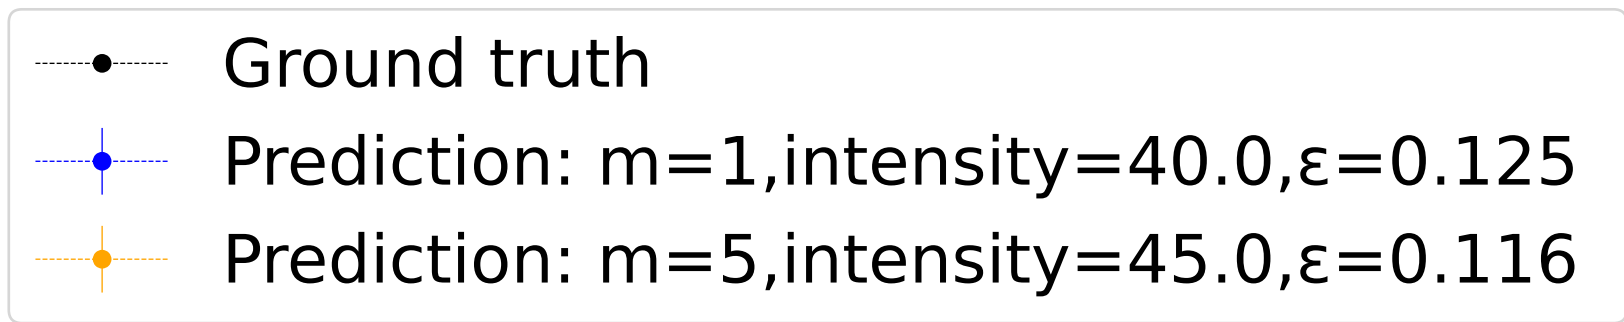 Ground truth
Prediction: m=1,intensity=40.0,ε=0.125
Prediction: m=5,intensity=45.0,ε=0.116